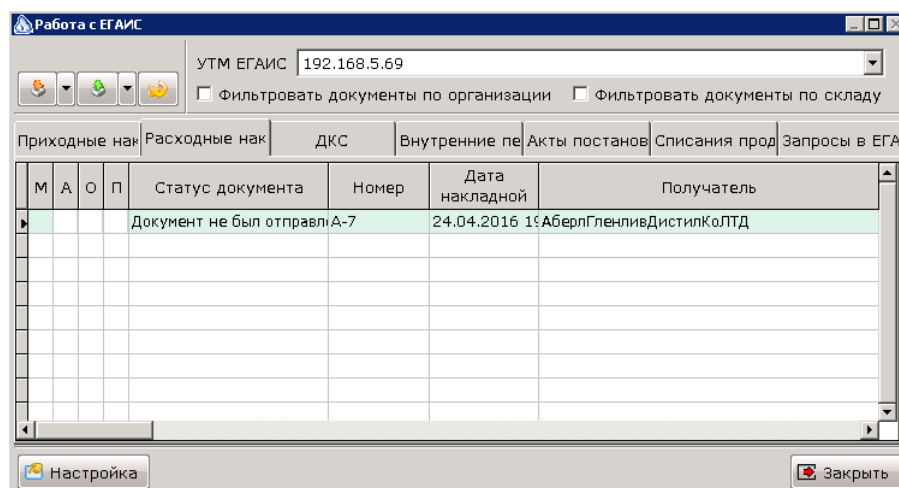 Работа с ЕГАИС
УТМ ЕГАИС 192.168.5.69
Фильтровать документы по организации Фильтровать документы по складу
Приходные нак Расходные нак ДКС Внутренние пе Акты постанов Списания прод Запросы в ЕГА
М А О П Статус документа Номер Дата накладной Получатель
Документ не был отправл А-7 24.04.2016 19 АберлГленливДистилКоЛТД
Настройка Закрыть